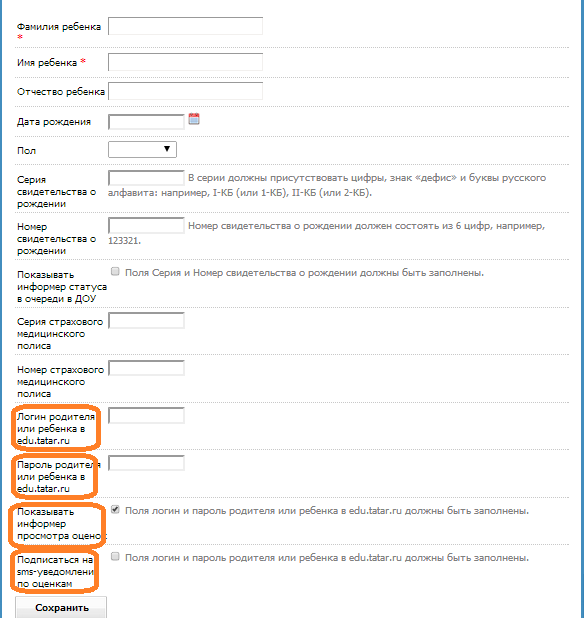 Фамилия ребенка
*
Имя ребенка *
Отчество ребенка
Дата рождения
Пол
Серия
свидетельства о
рождении
В серии должны присутствовать цифры, знак «дефис» и буквы русского
алфавита: например, I-КБ (или 1-КБ), II-КБ (или 2-КБ).
Номер
свидетельства о
рождении
Номер свидетельства о рождении должен состоять из 6 цифр, например,
123321.
Показывать
информер статуса
в очереди в ДОУ
Поля Серия и Номер свидетельства о рождении должны быть заполнены.
Серия страхового
медицинского
полиса
Номер страхового
медицинского
полиса
Логин родителя
или ребенка в
edu.tatar.ru
Пароль родителя
или ребенка в
edu.tatar.ru
Показывать
информер
просмотра оценок
Поля логин и пароль родителя или ребенка в edu.tatar.ru должны быть заполнены.
Подписаться на
sms-уведомления
по оценкам
Поля логин и пароль родителя или ребенка в edu.tatar.ru должны быть заполнены.
Сохранить